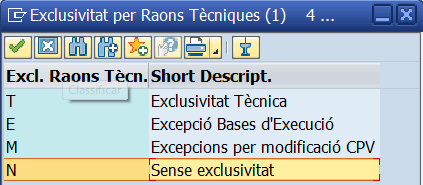 Exclusivitat per Raons Tècniques (1) 4 ...
Excl. Raons Tècn. Short Descript.
Classificar
T Exclusivitat Tècnica
E Excepció Bases d'Execució
M Excepcions per modificació CPV
N Sense exclusivitat